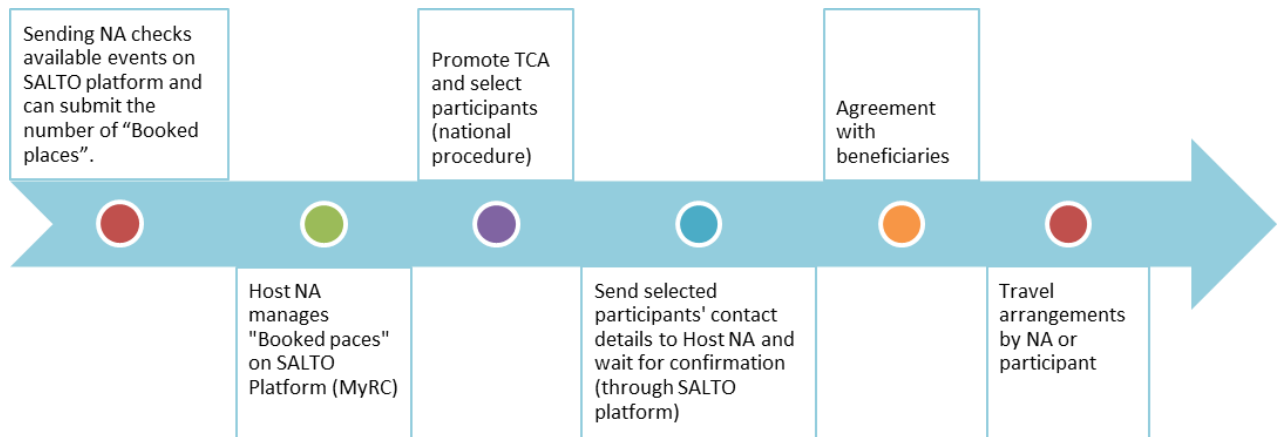 Sending NA checks
available events on
SALTO platform and
can submit the
number of “Booked
places”.
Host NA
manages
"Booked paces"
on SALTO
Platform (MyRC)
Promote TCA
and select
participants
(national
procedure)
Send selected
participants' contact
details to Host NA and
wait for confirmation
(through SALTO
platform)
Agreement
with
beneficiaries
Travel
arrangements
by NA or
participant